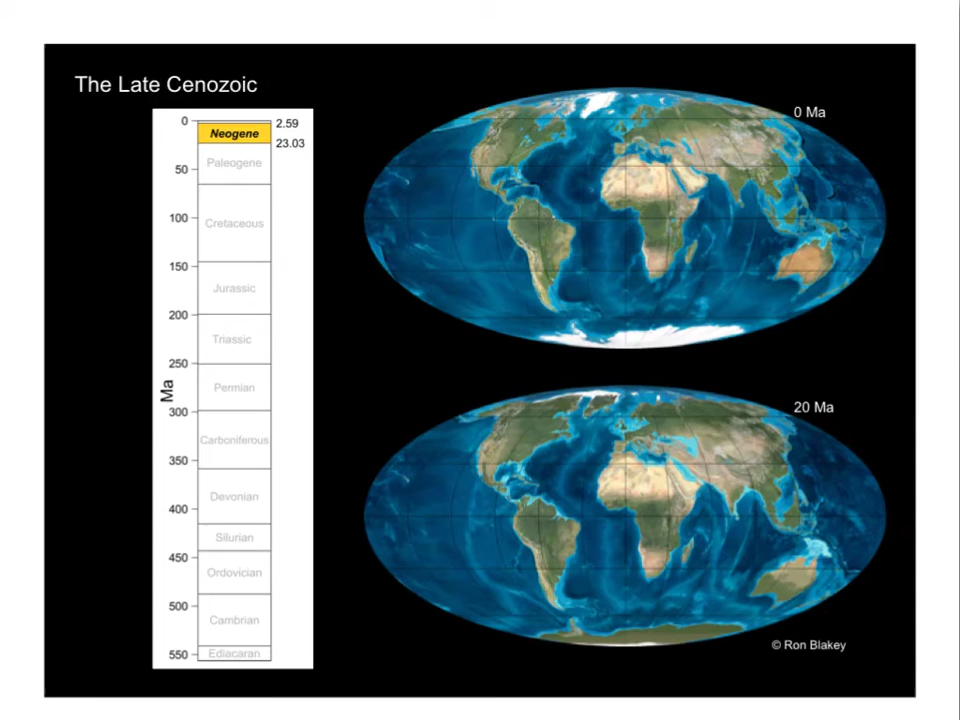 The Late Cenozoic
0
2.59
Neogene
23.03
Paleogene
50
100
Cretaceous
150
Jurassic
200
Triassic
250
Permian
Ma
300
Carboniferous
350
Devonian
400
Silurian
450
Ordovician
500
Cambrian
550
Ediacaran
0 Ma
20 Ma
© Ron Blakey